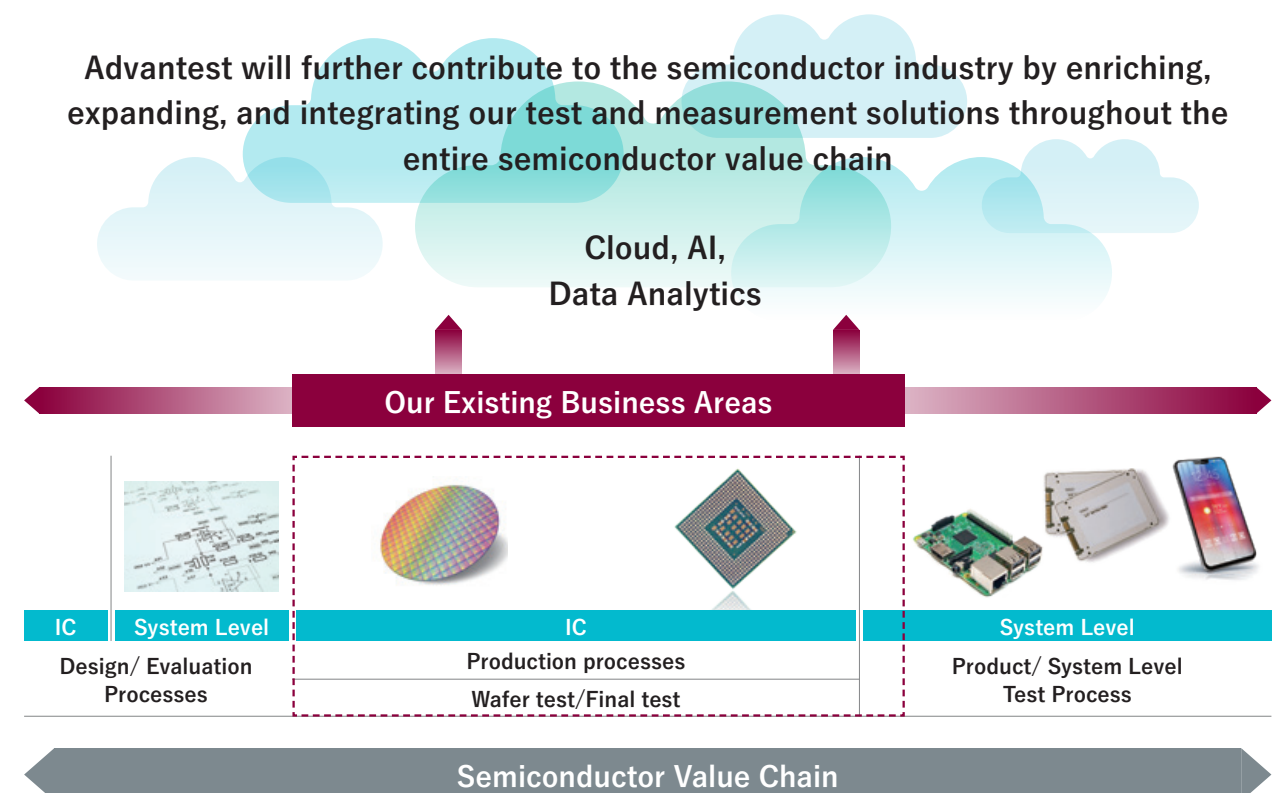 Advantest will further contribute to the semiconductor industry by enriching,
expanding, and integrating our test and measurement solutions throughout the
entire semiconductor value chain
Cloud, AI,
Data Analytics
Our Existing Business Areas
IC
System Level
IC
System Level
Design/ Evaluation
Processes
Production processes
Wafer test/Final test
Product/ System Level
Test Process
Semiconductor Value Chain